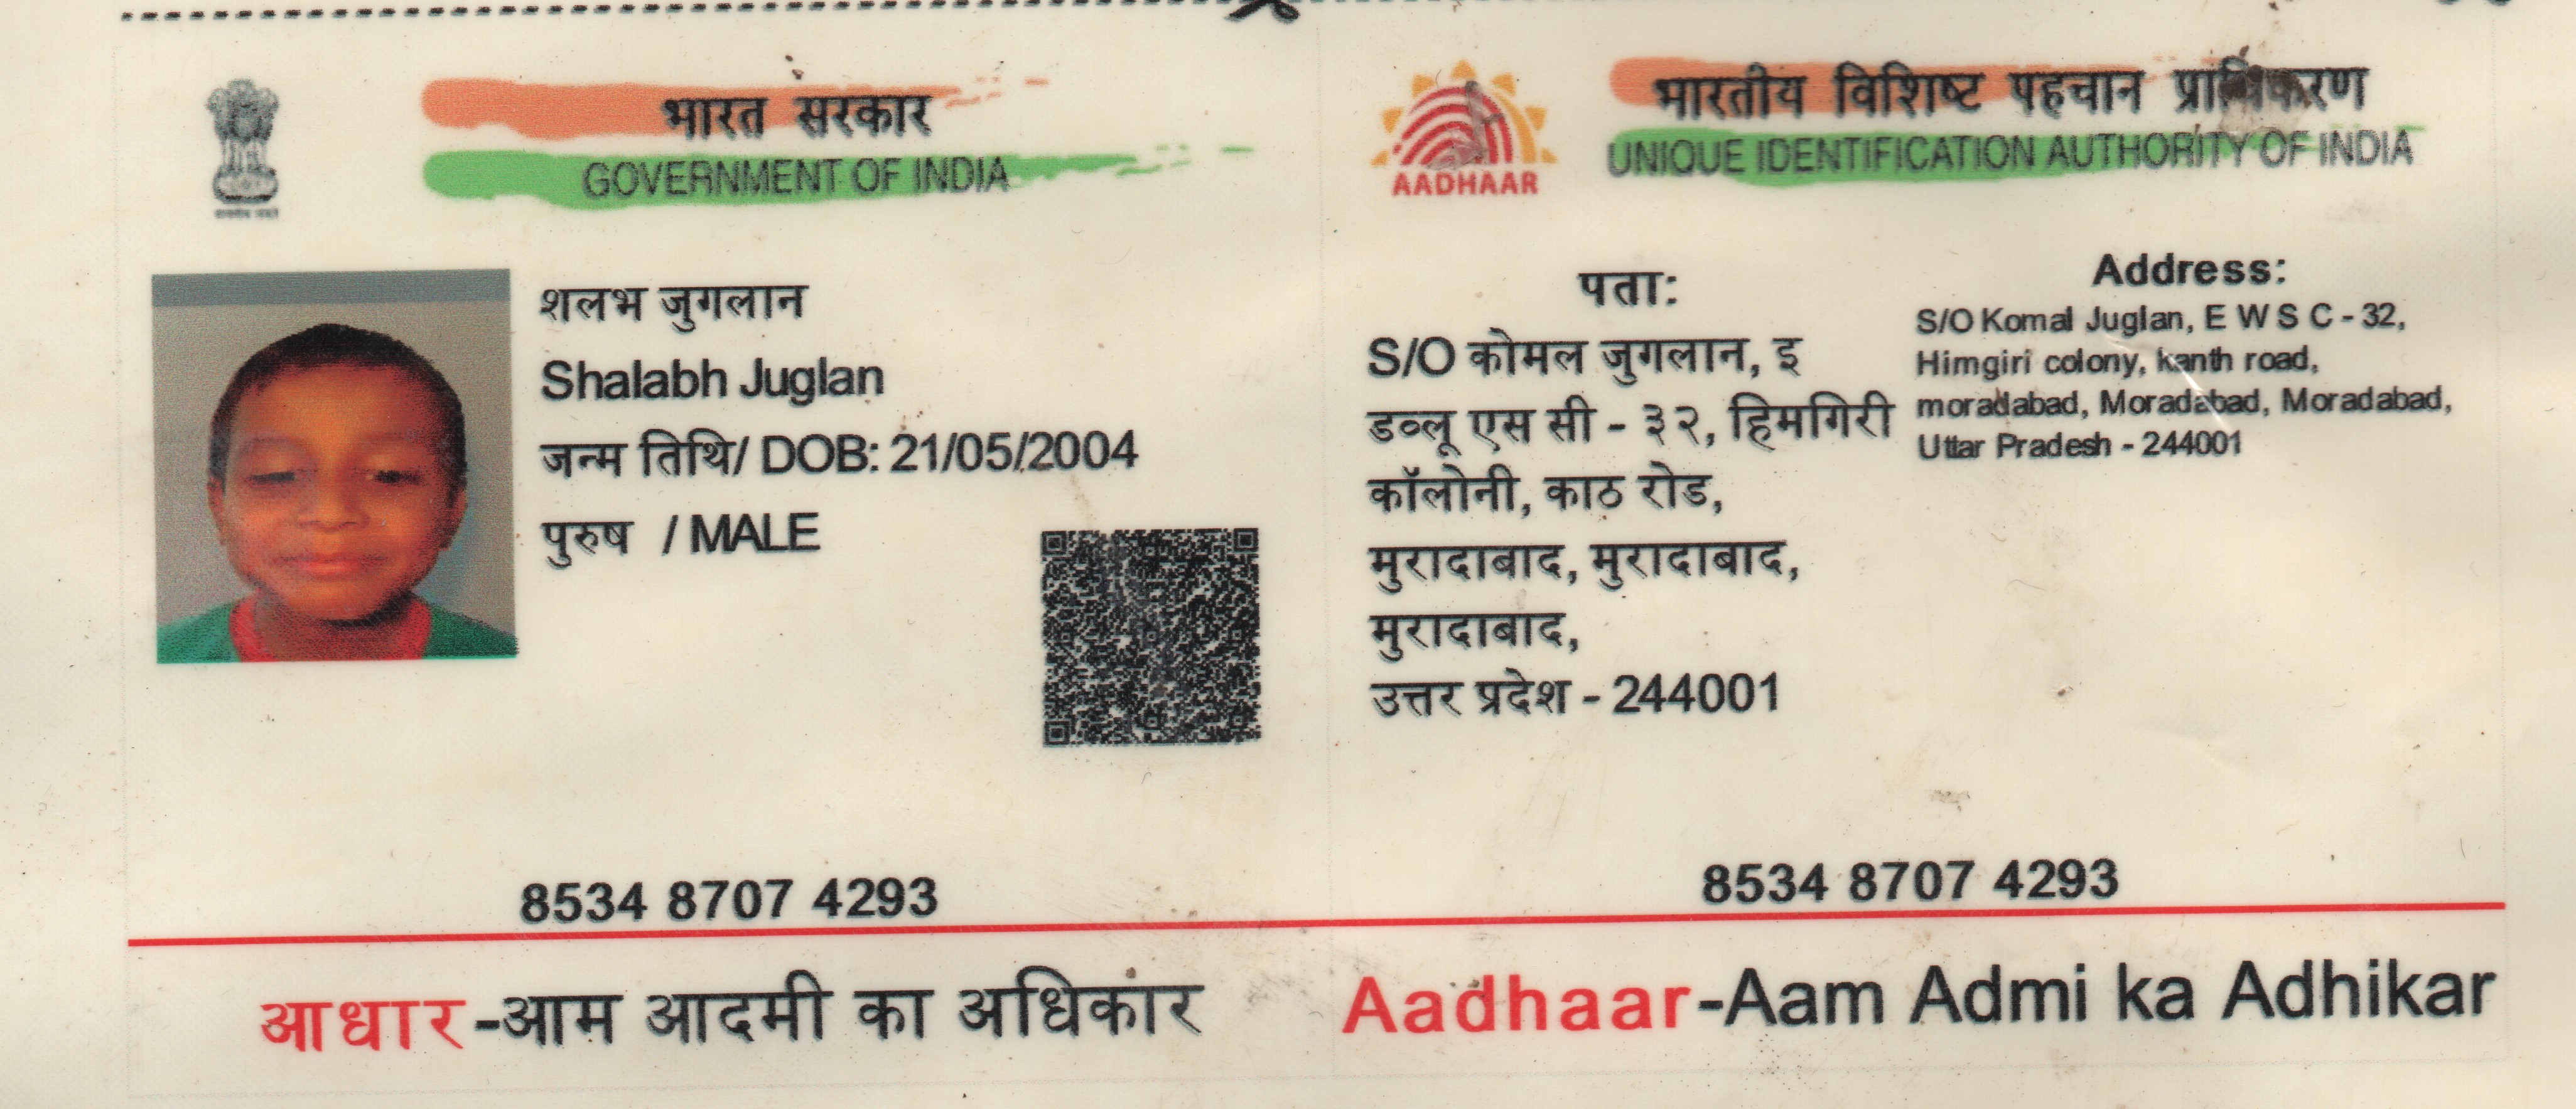 भारत सरकार
GOVERNMENT OF INDIA
शलभ जुगलान
Shalabh Juglan
जन्म तिथि/ DOB: 21/05/2004
पुरुष / MALE
8534 8707 4293
आधार-आम आदमी का अधिकार
AADHAAR
भारतीय विशिष्ट पहचान प्राधिकरण
UNIQUE IDENTIFICATION AUTHORITY OF INDIA
पता:
S/O कोमल जुगलान, इ
डव्लू एस सी - ३२, हिमगिरी
कॉलोनी, काठ रोड,
मुरादाबाद, मुरादाबाद,
मुरादाबाद,
उत्तर प्रदेश - 244001
Address:
S/O Komal Juglan, E W S C - 32,
Himgiri colony, kanth road,
moradabad, Moradabad, Moradabad,
Uttar Pradesh - 244001
8534 8707 4293
Aadhaar-Aam Admi ka Adhikar